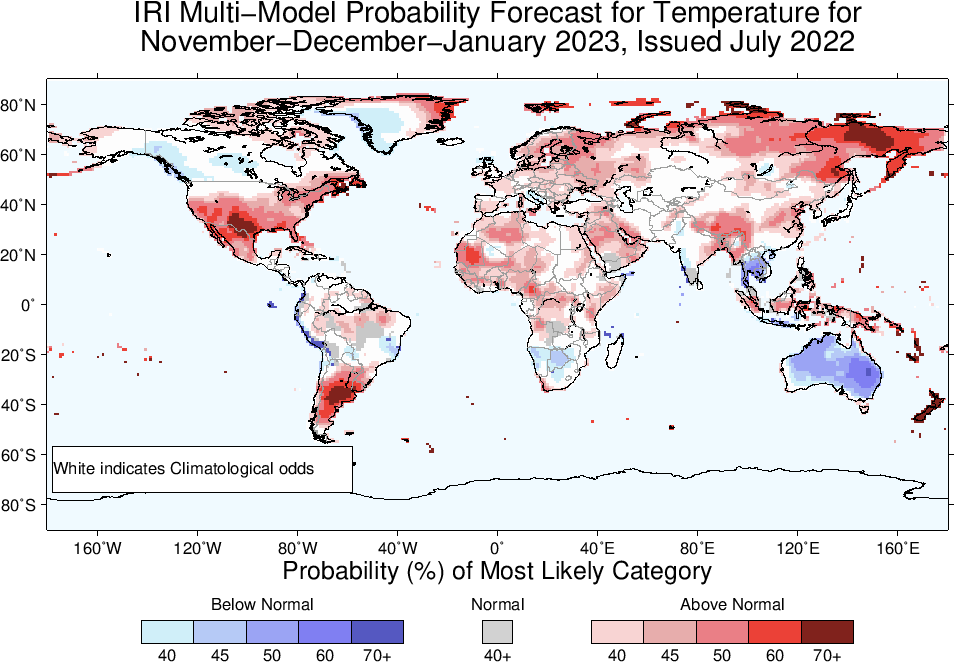 IRI Multi−Model Probability Forecast for Temperature for
November−December−January 2023, Issued July 2022
80˚N
60˚N
40˚N
20˚N
0˚
20˚S
40˚S
60˚S
80˚S
White indicates Climatological odds
160˚W 120˚W 80˚W 40˚W 0˚ 40˚E 80˚E 120˚E 160˚E
Probability (%) of Most Likely Category
Below Normal Normal Above Normal
40 45 50 60 70+ 40+ 40 45 50 60 70+